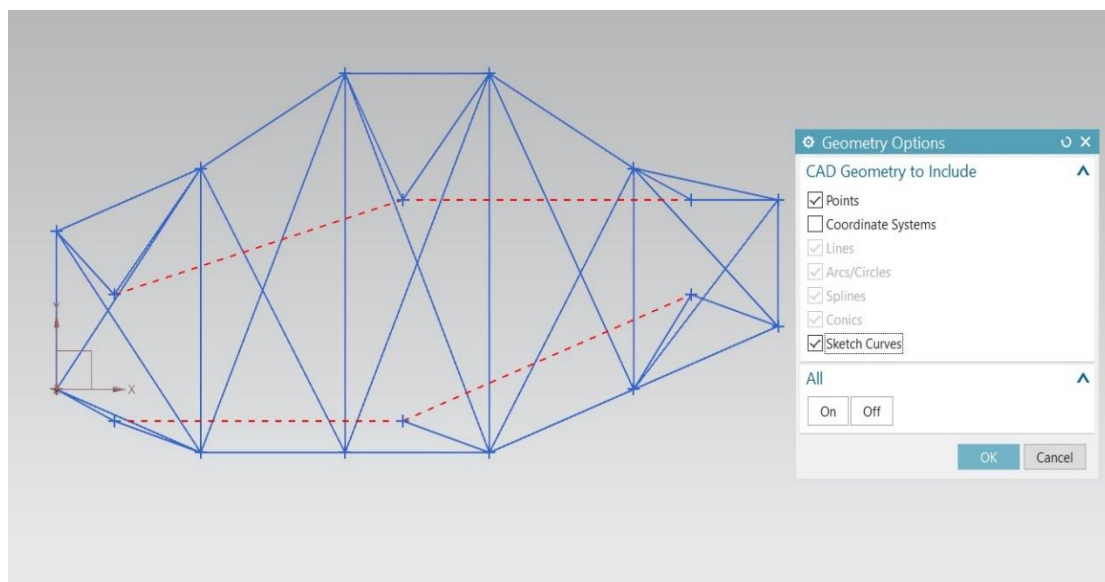 Geometry Options
CAD Geometry to Include
Points
Coordinate Systems
Lines
Arcs/Circles
Splines
Conics
Sketch Curves
All
On Off
OK Cancel
Y
X